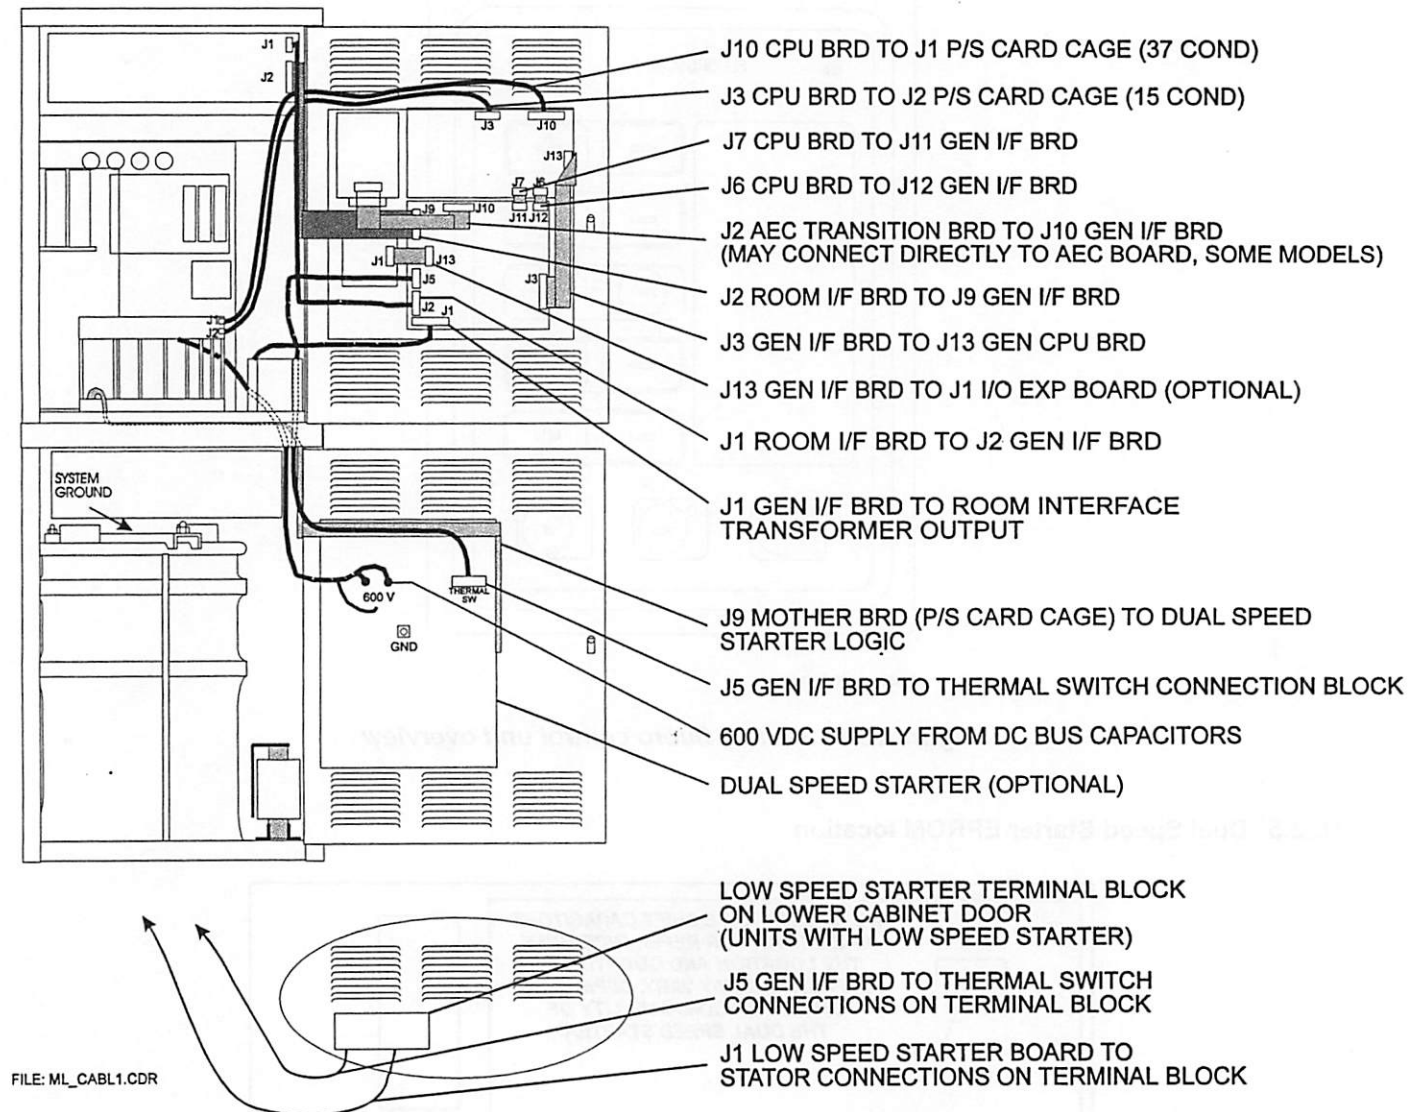 J1
J2
J3
J10
J13
J7 J6
J9
J10
J11 J12
J1
J13
J5
J3
J2
J1
J1
J2
SYSTEM
GROUND
600 V
THERMAL
SW
GND
J10 CPU BRD TO J1 P/S CARD CAGE (37 COND)
J3 CPU BRD TO J2 P/S CARD CAGE (15 COND)
J7 CPU BRD TO J11 GEN I/F BRD
J6 CPU BRD TO J12 GEN I/F BRD
J2 AEC TRANSITION BRD TO J10 GEN I/F BRD
(MAY CONNECT DIRECTLY TO AEC BOARD, SOME MODELS)
J2 ROOM I/F BRD TO J9 GEN I/F BRD
J3 GEN I/F BRD TO J13 GEN CPU BRD
J13 GEN I/F BRD TO J1 I/O EXP BOARD (OPTIONAL)
J1 ROOM I/F BRD TO J2 GEN I/F BRD
J1 GEN I/F BRD TO ROOM INTERFACE
TRANSFORMER OUTPUT
J9 MOTHER BRD (P/S CARD CAGE) TO DUAL SPEED
STARTER LOGIC
J5 GEN I/F BRD TO THERMAL SWITCH CONNECTION BLOCK
600 VDC SUPPLY FROM DC BUS CAPACITORS
DUAL SPEED STARTER (OPTIONAL)
LOW SPEED STARTER TERMINAL BLOCK
ON LOWER CABINET DOOR
(UNITS WITH LOW SPEED STARTER)
J5 GEN I/F BRD TO THERMAL SWITCH
CONNECTIONS ON TERMINAL BLOCK
J1 LOW SPEED STARTER BOARD TO
STATOR CONNECTIONS ON TERMINAL BLOCK
FILE: ML_CABL1.CDR